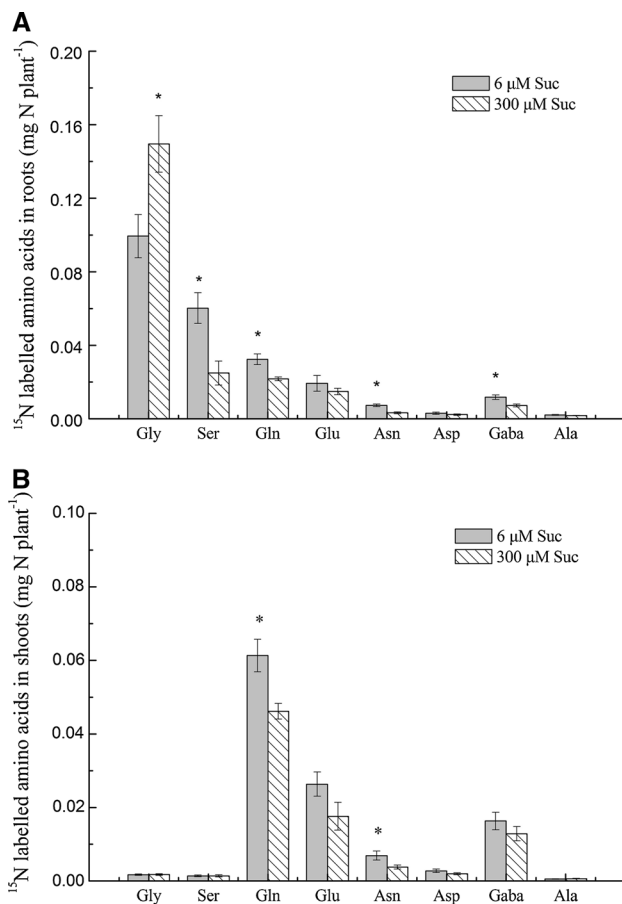 A
¹⁵N labelled amino acids in roots (mg N plant⁻¹)
0.20
0.16
0.12
0.08
0.04
0.00
6 μM Suc
300 μM Suc
*
*
*
*
*
Gly Ser Gln Glu Asn Asp Gaba Ala
B
¹⁵N labelled amino acids in shoots (mg N plant⁻¹)
0.10
0.08
0.06
0.04
0.02
0.00
6 μM Suc
300 μM Suc
*
*
Gly Ser Gln Glu Asn Asp Gaba Ala